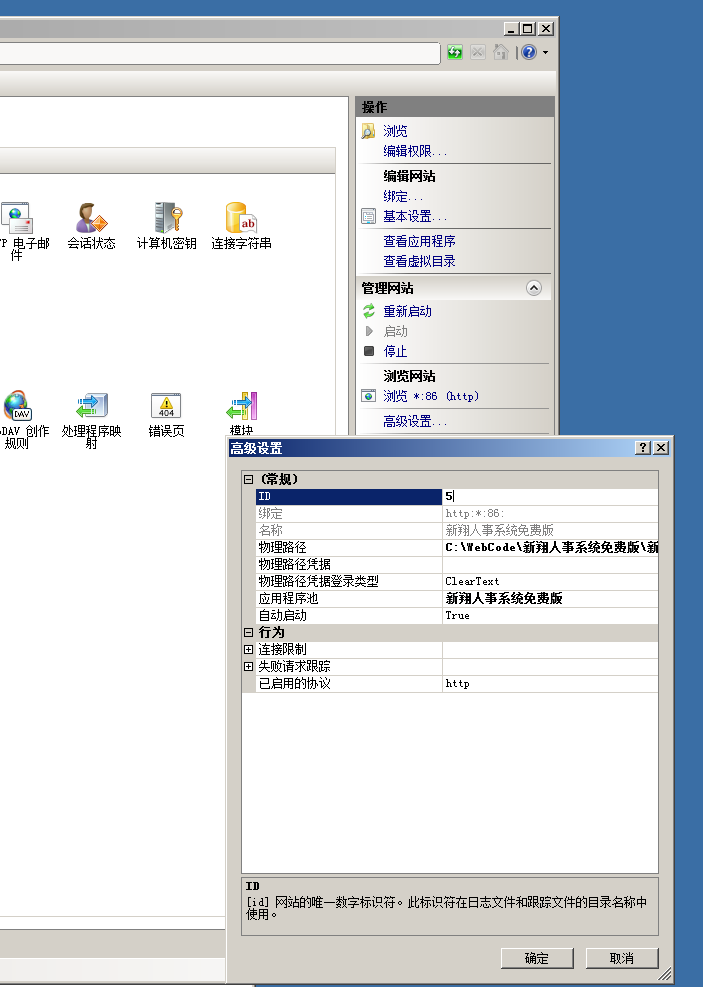 操作
浏览
编辑权限...
编辑网站
绑定...
基本设置...
查看应用程序
查看虚拟目录
管理网站
重新启动
启动
停止
浏览网站
浏览 *:86 (http)
高级设置...
P 电子邮
件
会话状态
计算机密钥
连接字符串
ab
DAV
DAV 创作
规则
处理程序映
射
404
错误页
模块
高级设置
(常规)
ID 5
绑定 http:*:86:
名称 新翔人事系统免费版
物理路径 C:\WebCode\新翔人事系统免费版\新
物理路径凭据
物理路径凭据登录类型 ClearText
应用程序池 新翔人事系统免费版
自动启动 True
行为
连接限制
失败请求跟踪
已启用的协议 http
ID
[id] 网站的唯一数字标识符。此标识符在日志文件和跟踪文件的目录名称中
使用。
确定 取消